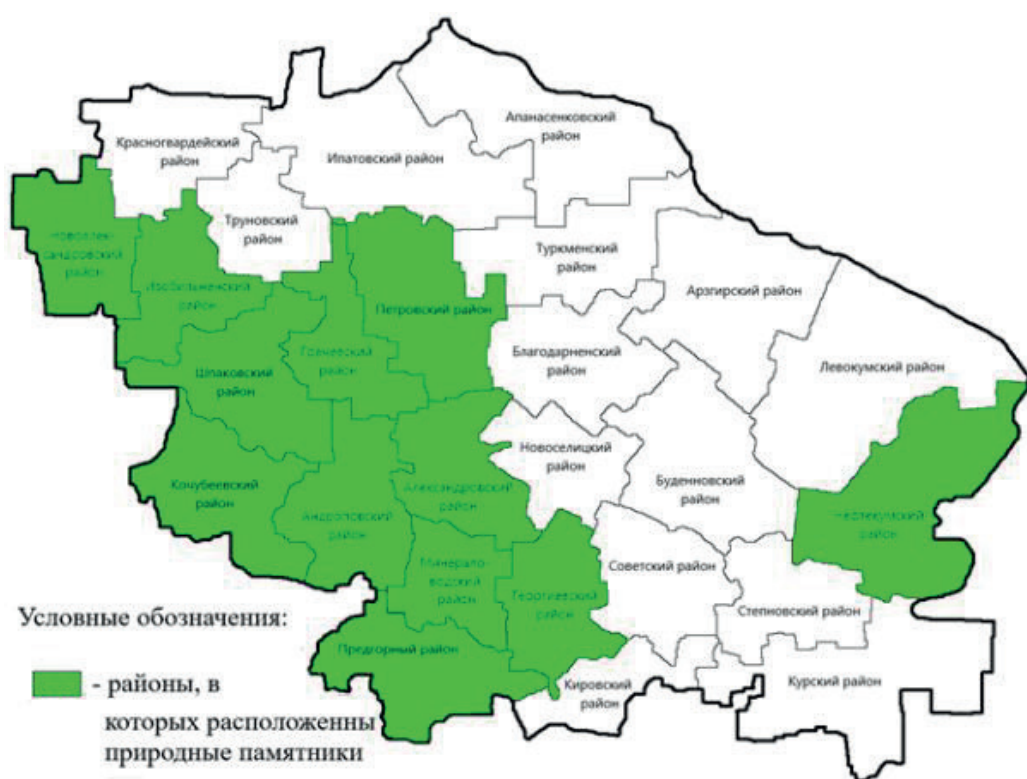 Апанасенковский
район
Красногвардейский
район
Ипатовский район
Труновский
район
Новоалек-
сандровский
район
Туркменский
район
Изобильненский
район
Арзгирский район
Петровский район
Грачевский
район
Благодарненский
район
Шпаковский
район
Левокумский район
Новоселицкий
район
Буденновский
район
Кочубеевский
район
Александровский
район
Андроповский
район
Нефтекумский
район
Минерало-
водский
район
Советский район
Георгиевский
район
Степновский район
Предгорный район
Кировский
район
Курский район
Условные обозначения:
- районы, в
которых расположенны
природные памятники